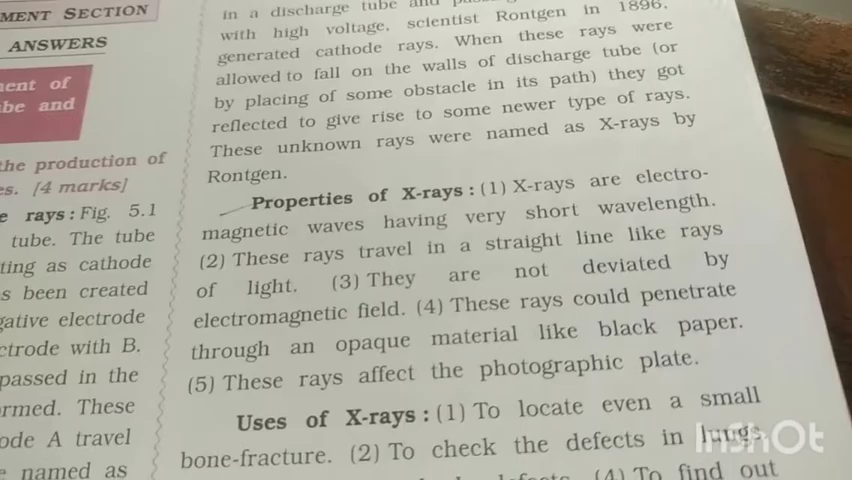 MENT SECTION
ANSWERS
ent of
be and
the production of
es. [4 marks]
e rays : Fig. 5.1
tube. The tube
ting as cathode
s been created
gative electrode
ctrode with B.
passed in the
ormed. These
ode A travel
e named as
in a discharge tube and
with high voltage, scientist Rontgen in 1896,
generated cathode rays. When these rays were
allowed to fall on the walls of discharge tube (or
by placing of some obstacle in its path) they got
reflected to give rise to some newer type of rays.
These unknown rays were named as X-rays by
Rontgen.
Properties of X-rays : (1) X-rays are electro-
magnetic waves having very short wavelength.
(2) These rays travel in a straight line like rays
of light. (3) They are not deviated by
electromagnetic field. (4) These rays could penetrate
through an opaque material like black paper.
(5) These rays affect the photographic plate.
Uses of X-rays : (1) To locate even a small
bone-fracture. (2) To check the defects in lungs.
(4) To find out
InShOt